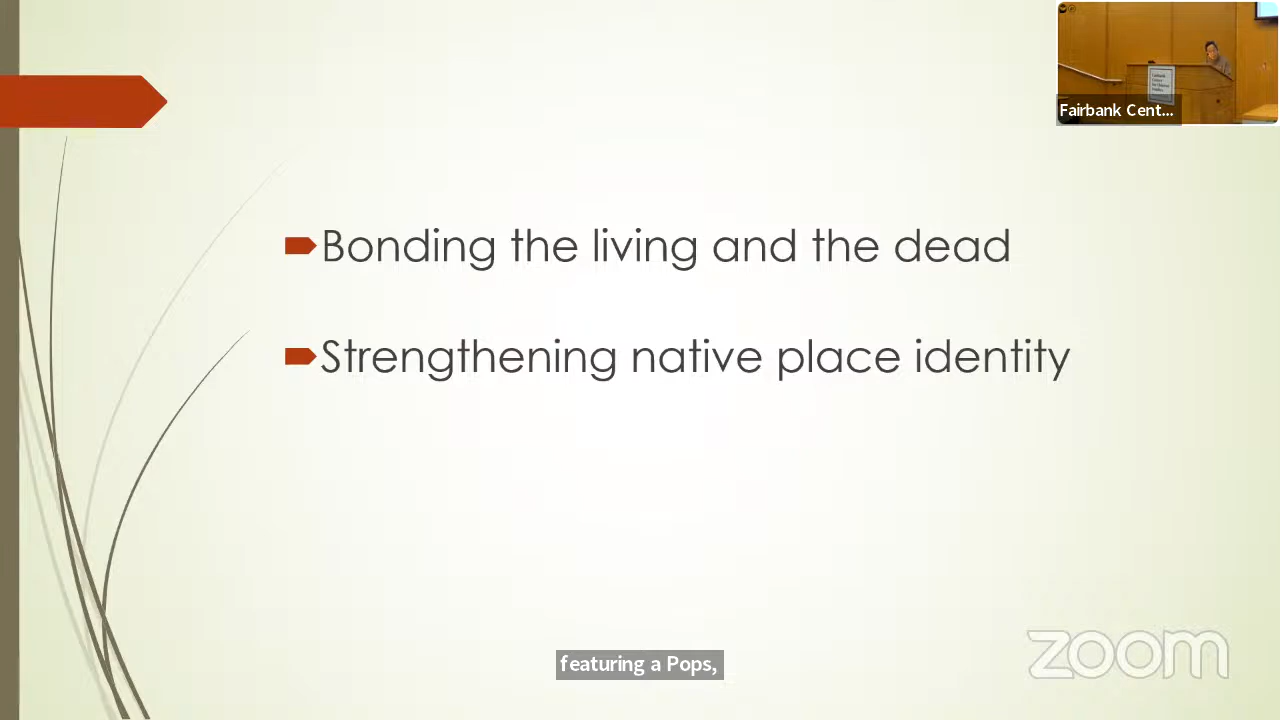 Fairbank Cent...
Bonding the living and the dead
Strengthening native place identity
featuring a Pops,
zoom